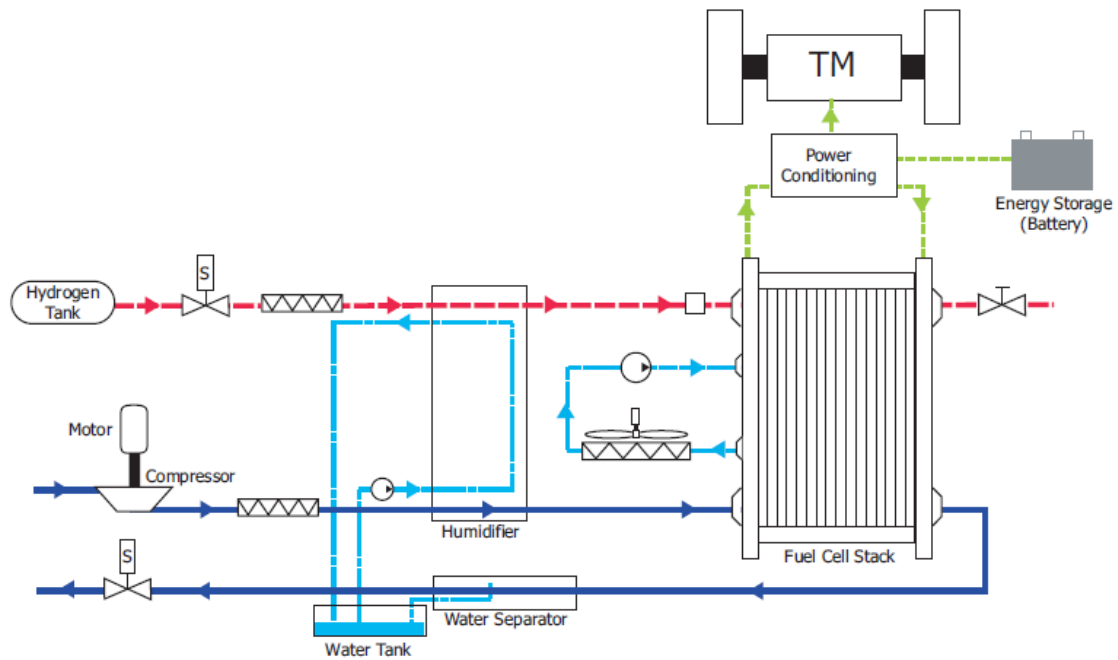 TM
Power
Conditioning
Energy Storage
(Battery)
S
Hydrogen
Tank
Motor
Compressor
Humidifier
Fuel Cell Stack
S
Water Separator
Water Tank